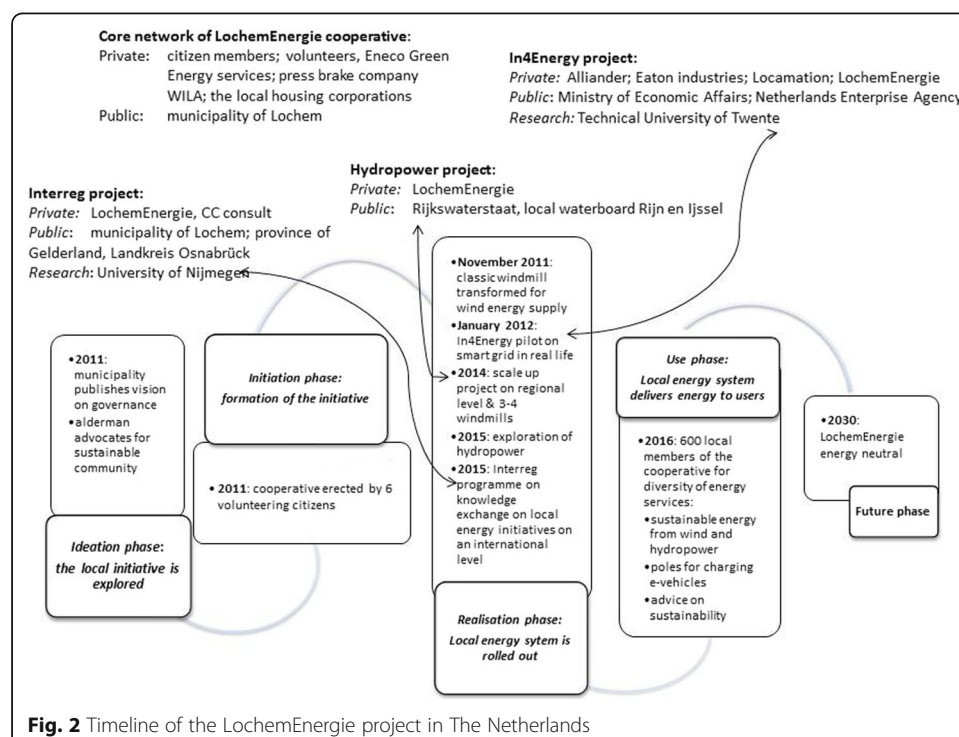 Core network of LochemEnergie cooperative:
Private: citizen members; volunteers, Eneco Green
Energy services; press brake company
WILA; the local housing corporations
Public: municipality of Lochem
In4Energy project:
Private: Alliander; Eaton industries; Locamation; LochemEnergie
Public: Ministry of Economic Affairs; Netherlands Enterprise Agency
Research: Technical University of Twente
Hydropower project:
Private: LochemEnergie
Public: Rijkswaterstaat, local waterboard Rijn en Ijssel
Interreg project:
Private: LochemEnergie, CC consult
Public: municipality of Lochem; province of
Gelderland, Landkreis Osnabrück
Research: University of Nijmegen
•2011:
municipality
publishes vision
on governance
•alderman
advocates for
sustainable
community
Ideation phase:
the local initiative is
explored
Initiation phase:
formation of the initiative
•2011: cooperative erected by 6
volunteering citizens
•November 2011:
classic windmill
transformed for
wind energy supply
•January 2012:
In4Energy pilot on
smart grid in real life
•2014: scale up
project on regional
level & 3-4
windmills
•2015: exploration of
hydropower
•2015: Interreg
programme on
knowledge
exchange on local
energy initiatives on
an international
level
Realisation phase:
Local energy sytem is
rolled out
Use phase:
Local energy system
delivers energy to users
•2016: 600 local
members of the
cooperative for
diversity of energy
services:
•sustainable energy
from wind and
hydropower
•poles for charging
e-vehicles
•advice on
sustainability
•2030:
LochemEnergie
energy neutral
Future phase
Fig. 2 Timeline of the LochemEnergie project in The Netherlands